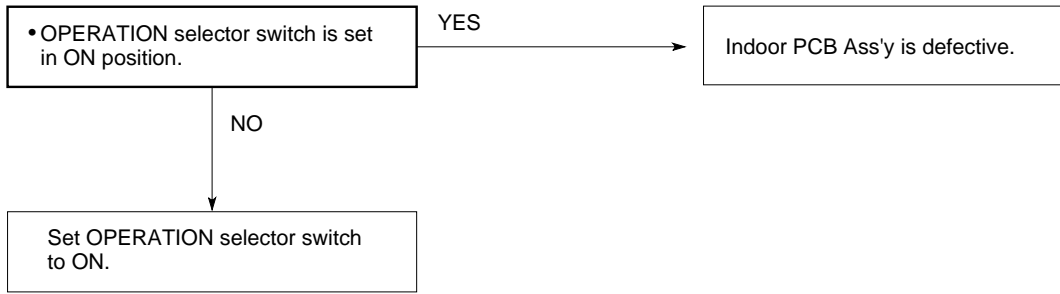 • OPERATION selector switch is set
in ON position.
YES
Indoor PCB Ass'y is defective.
NO
Set OPERATION selector switch
to ON.